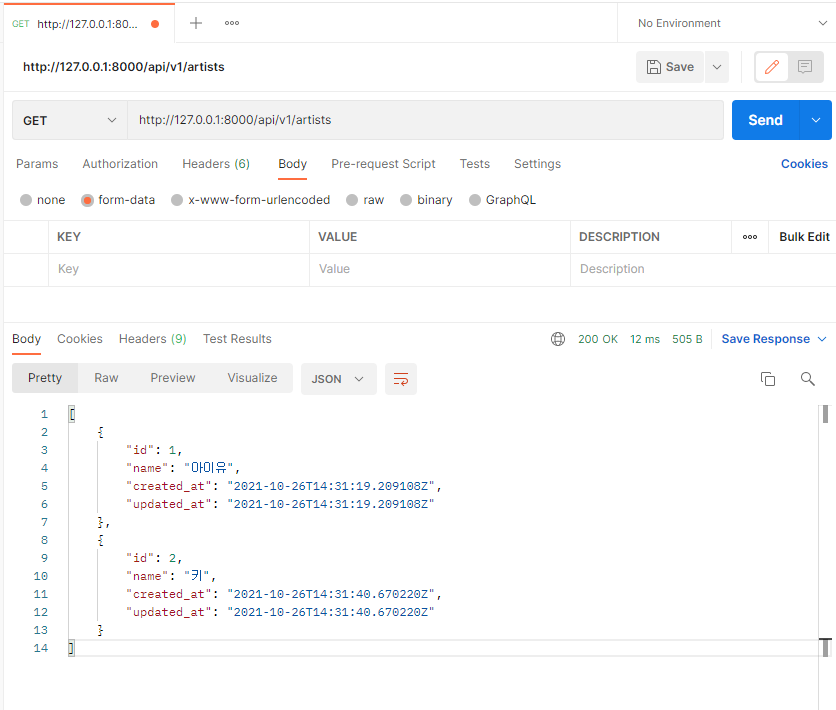 GET http://127.0.0.1:80... No Environment
http://127.0.0.1:8000/api/v1/artists Save
GET http://127.0.0.1:8000/api/v1/artists Send
Params Authorization Headers (6) Body Pre-request Script Tests Settings Cookies
none form-data x-www-form-urlencoded raw binary GraphQL
KEY VALUE DESCRIPTION Bulk Edit
Key Value Description
Body Cookies Headers (9) Test Results 200 OK 12 ms 505 B Save Response
Pretty Raw Preview Visualize JSON
1 [
2 {
3 "id": 1,
4 "name": "아이유",
5 "created_at": "2021-10-26T14:31:19.209108Z",
6 "updated_at": "2021-10-26T14:31:19.209108Z"
7 },
8 {
9 "id": 2,
10 "name": "키",
11 "created_at": "2021-10-26T14:31:40.670220Z",
12 "updated_at": "2021-10-26T14:31:40.670220Z"
13 }
14 ]